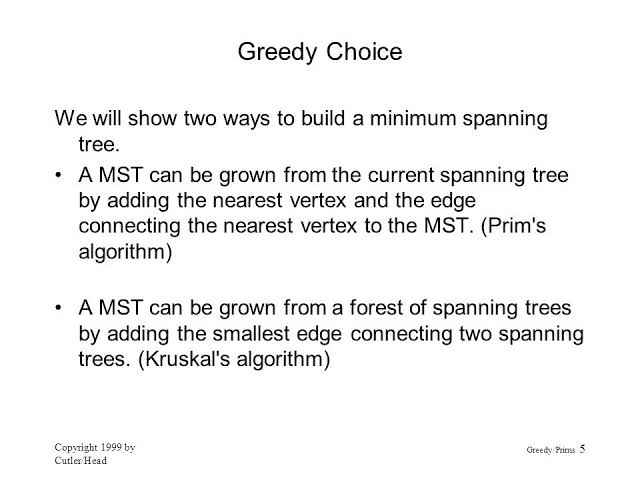 Greedy Choice
We will show two ways to build a minimum spanning
tree.
• A MST can be grown from the current spanning tree
by adding the nearest vertex and the edge
connecting the nearest vertex to the MST. (Prim's
algorithm)
• A MST can be grown from a forest of spanning trees
by adding the smallest edge connecting two spanning
trees. (Kruskal's algorithm)
Copyright 1999 by
Cutler/Head
Greedy/Prims 5